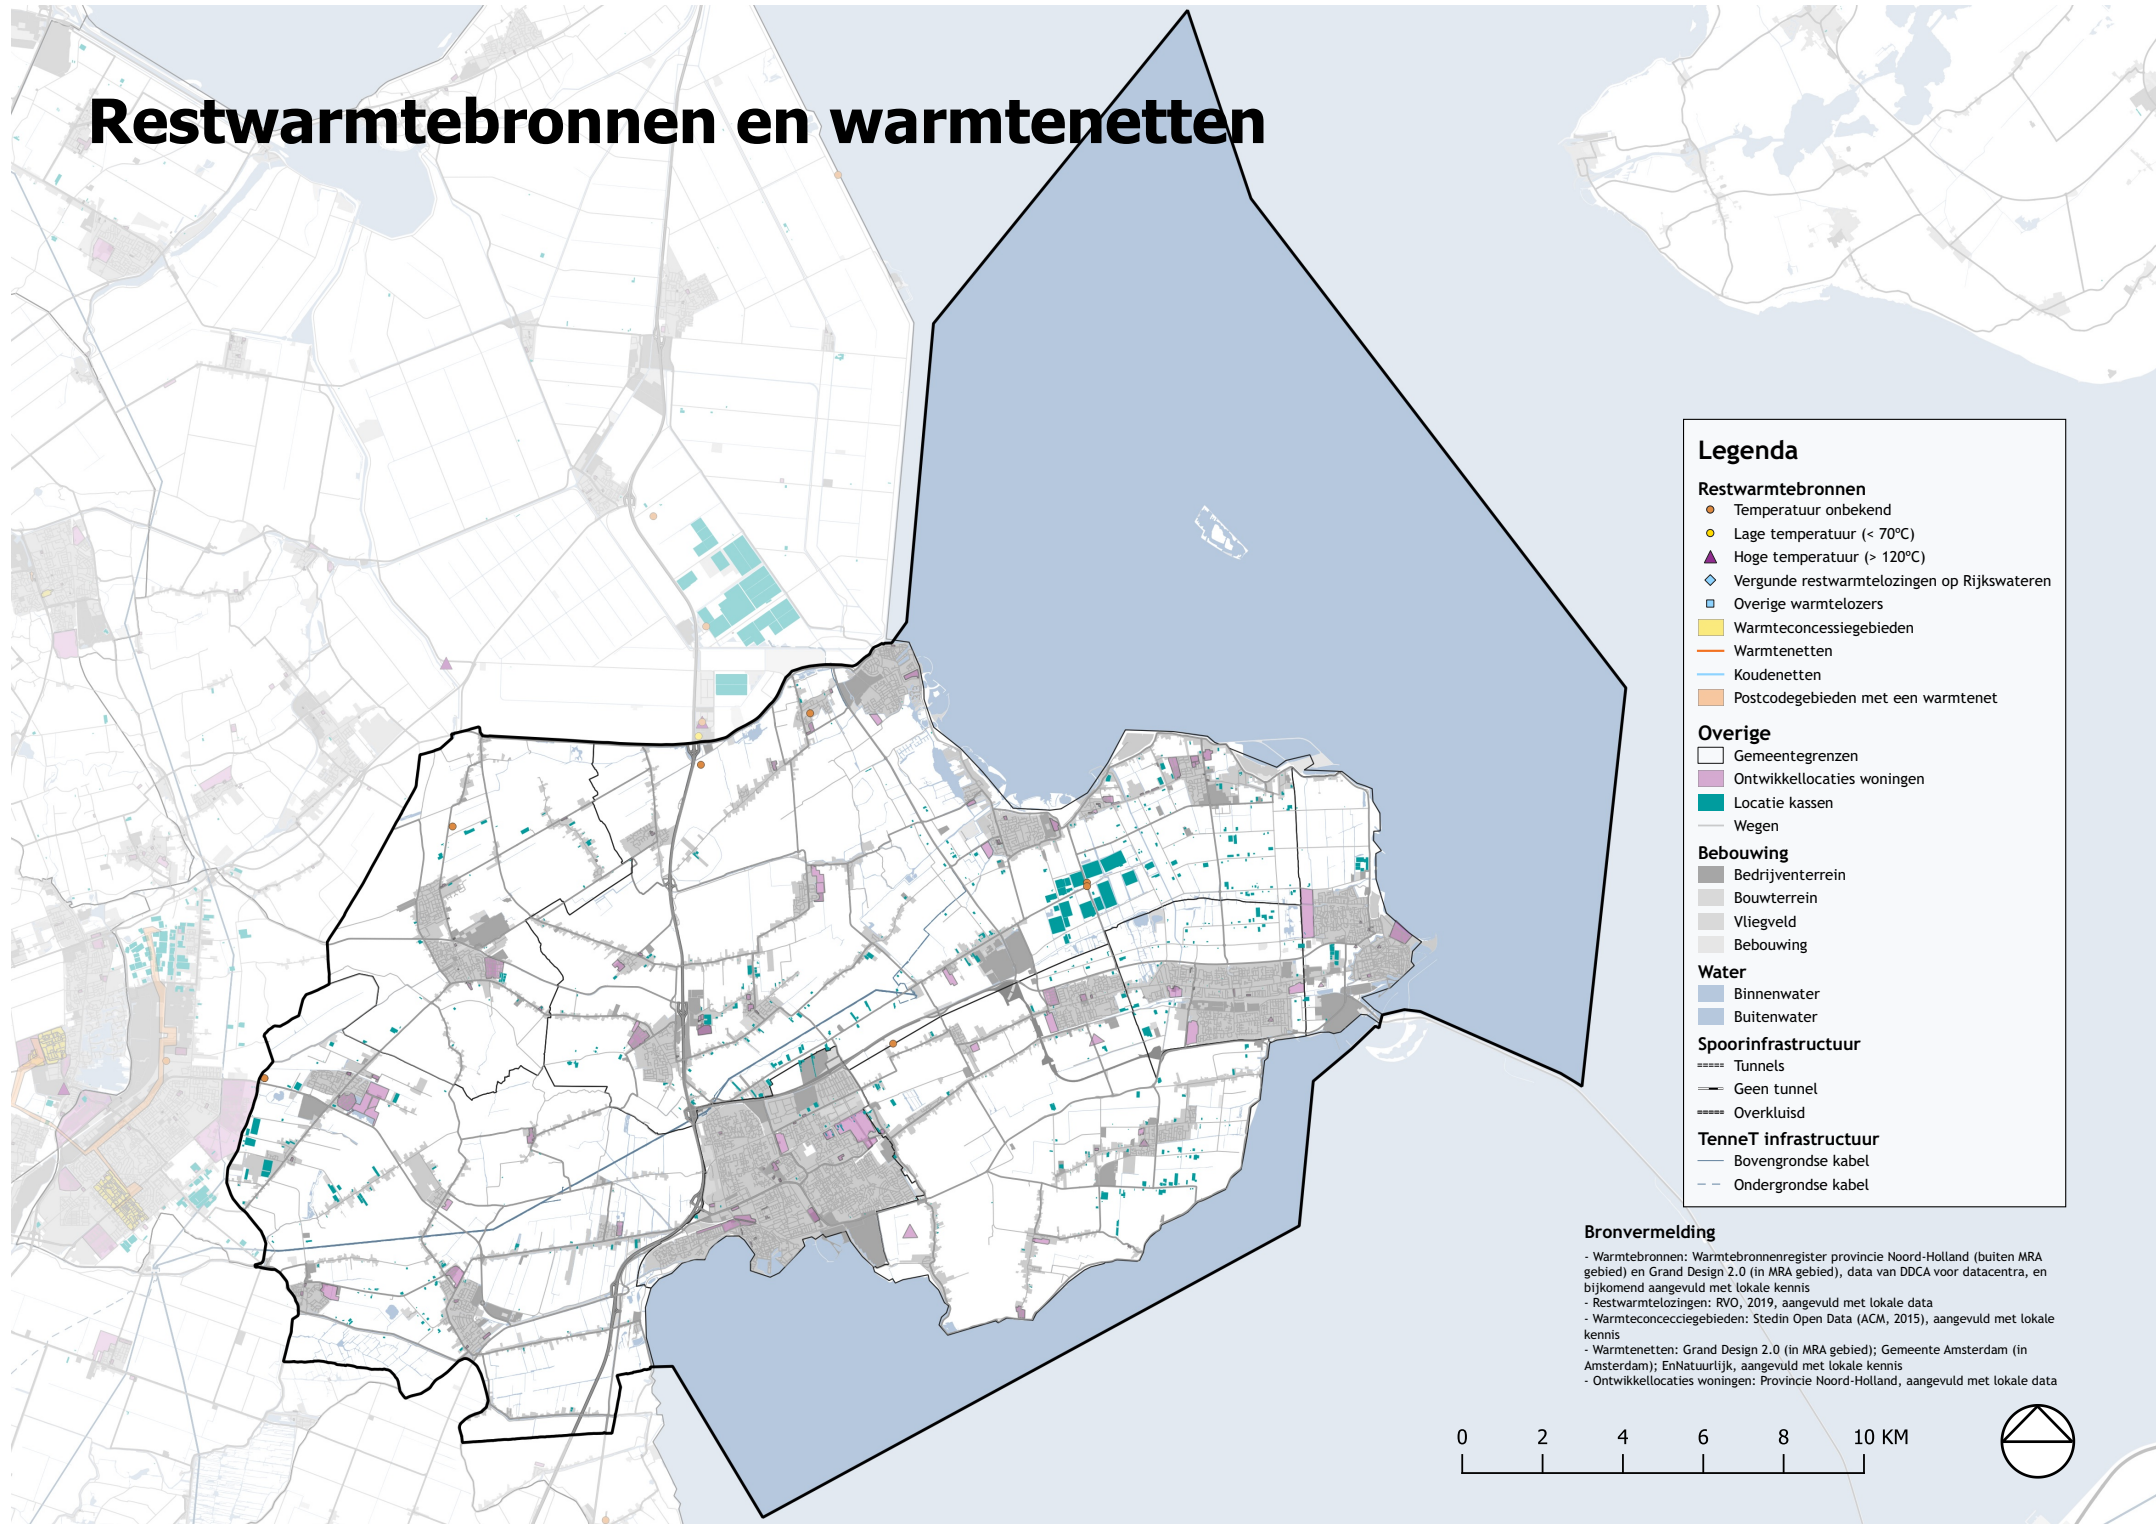 Restwarmtebronnen en warmtenetten
Legenda
Restwarmtebronnen
Temperatuur onbekend
Lage temperatuur (< 70°C)
Hoge temperatuur (> 120°C)
Vergunde restwarmtelozingen op Rijkswateren
Overige warmtelozers
Warmteconcessiegebieden
Warmtenetten
Koudenetten
Postcodegebieden met een warmtenet
Overige
Gemeentegrenzen
Ontwikkellocaties woningen
Locatie kassen
Wegen
Bebouwing
Bedrijventerrein
Bouwterrein
Vliegveld
Bebouwing
Water
Binnenwater
Buitenwater
Spoorinfrastructuur
Tunnels
Geen tunnel
Overkluisd
TenneT infrastructuur
Bovengrondse kabel
Ondergrondse kabel
Bronvermelding
- Warmtebronnen: Warmtebronnenregister provincie Noord-Holland (buiten MRA
gebied) en Grand Design 2.0 (in MRA gebied), data van DDCA voor datacentra, en
bijkomend aangevuld met lokale kennis
- Restwarmtelozingen: RVO, 2019, aangevuld met lokale data
- Warmteconcecciegebieden: Stedin Open Data (ACM, 2015), aangevuld met lokale
kennis
- Warmtenetten: Grand Design 2.0 (in MRA gebied); Gemeente Amsterdam (in
Amsterdam); EnNatuurlijk, aangevuld met lokale kennis
- Ontwikkellocaties woningen: Provincie Noord-Holland, aangevuld met lokale data
0 2 4 6 8 10 KM